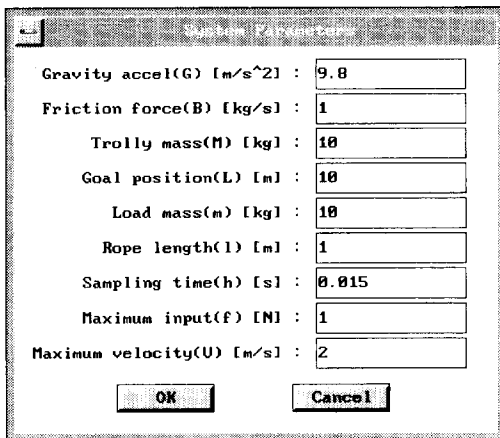 System Parameters
Gravity accel(G) [m/s^2] : 9.8
Friction force(B) [kg/s] : 1
Trolly mass(M) [kg] : 10
Goal position(L) [m] : 10
Load mass(m) [kg] : 10
Rope length(l) [m] : 1
Sampling time(h) [s] : 0.015
Maximum input(f) [N] : 1
Maximum velocity(V) [m/s] : 2
OK Cancel